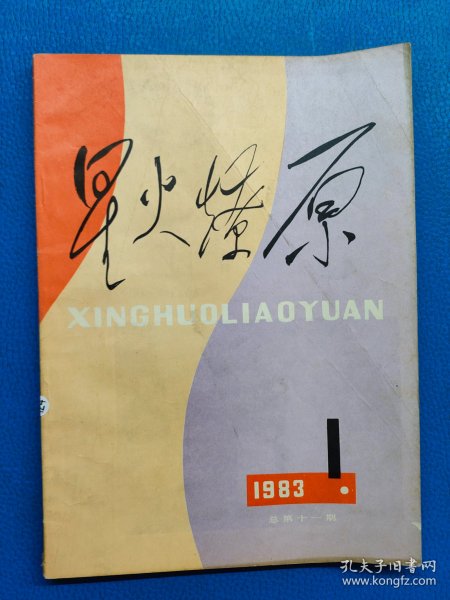 星火燎原
XINGHUOLIAOYUAN
1983 1
总第十一期
孔夫子旧书网
www.kongfz.com